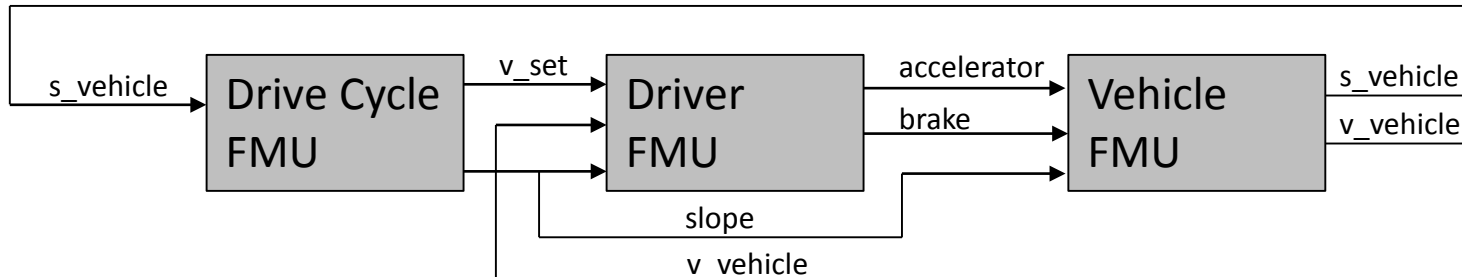 s_vehicle
Drive Cycle
FMU
v_set
Driver
FMU
accelerator
brake
Vehicle
FMU
s_vehicle
v_vehicle
slope
v_vehicle